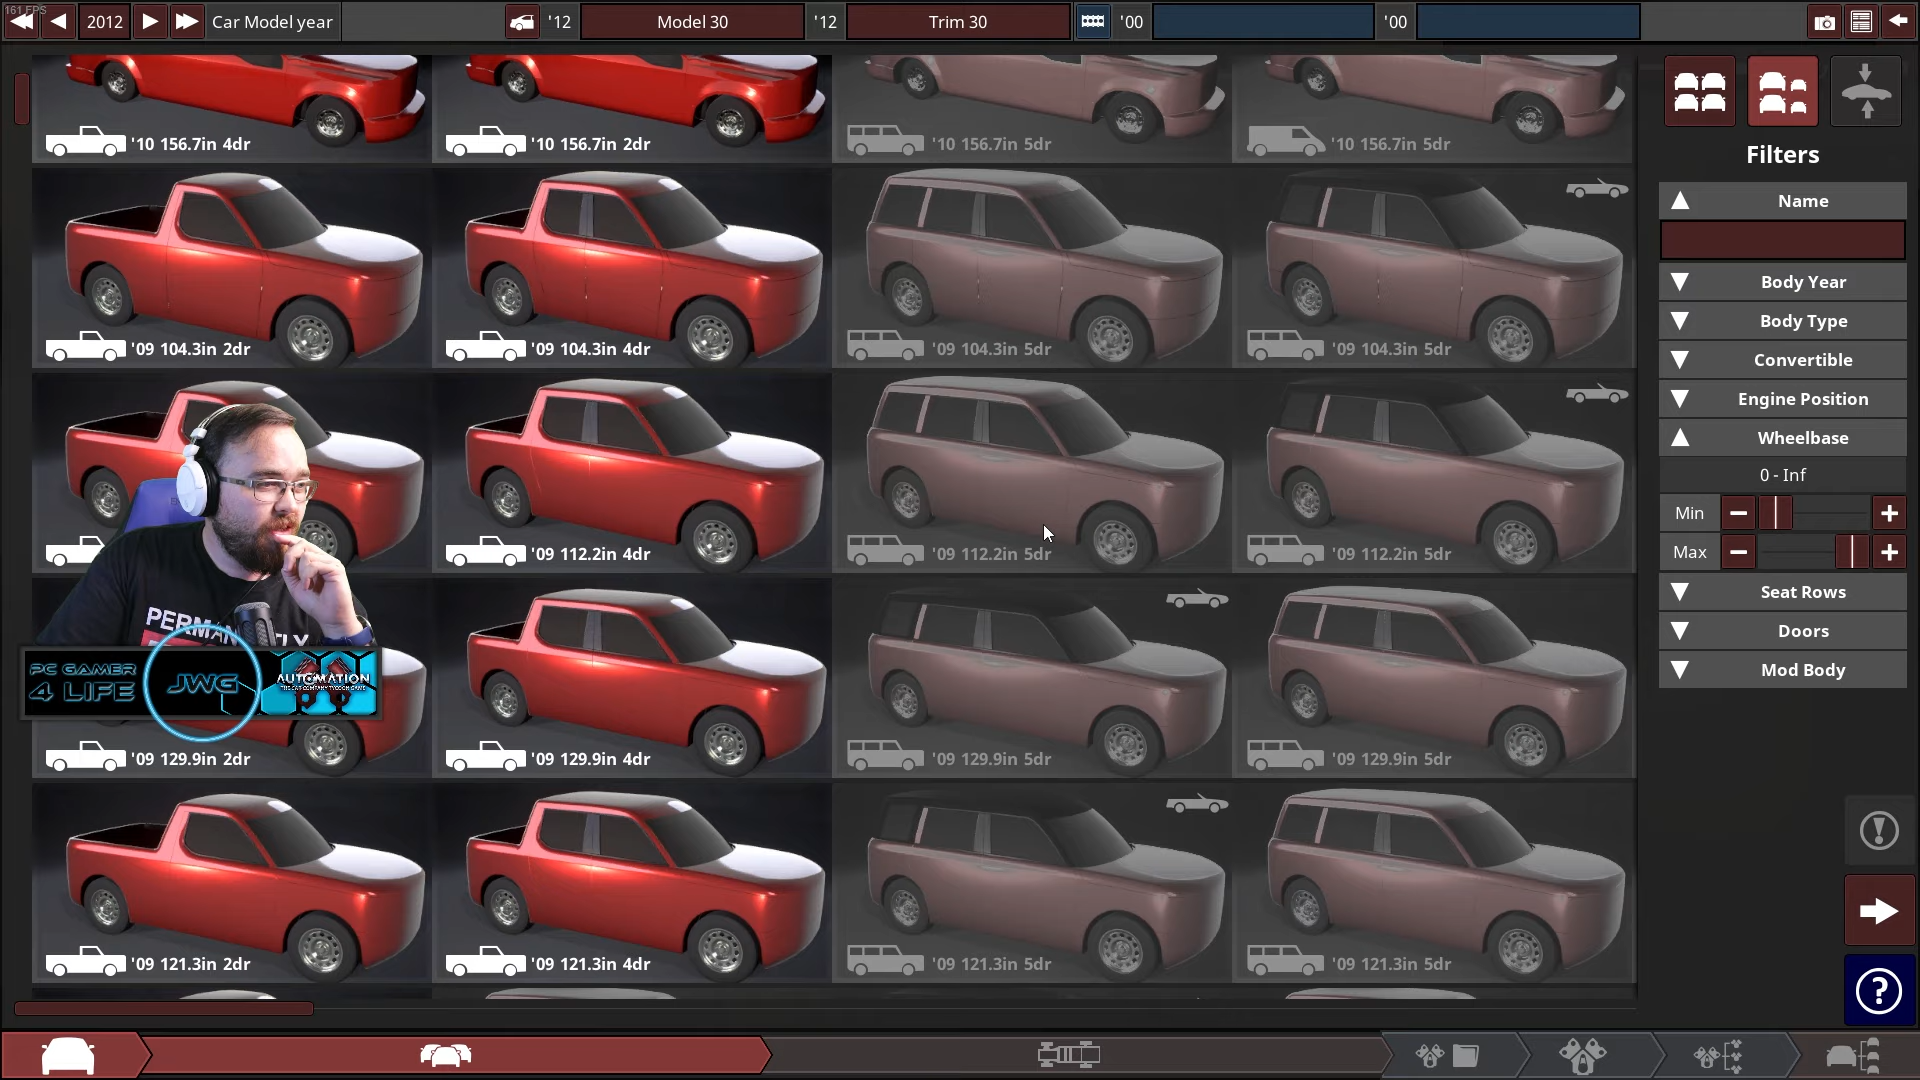 161 FPS
2012
Car Model year
'12
Model 30
'12
Trim 30
'00
'00
'10 156.7in 4dr
'10 156.7in 2dr
'10 156.7in 5dr
'10 156.7in 5dr
'09 104.3in 2dr
'09 104.3in 4dr
'09 104.3in 5dr
'09 104.3in 5dr
'09 112.2in 4dr
'09 112.2in 5dr
'09 112.2in 5dr
'09 129.9in 2dr
'09 129.9in 4dr
'09 129.9in 5dr
'09 129.9in 5dr
'09 121.3in 2dr
'09 121.3in 4dr
'09 121.3in 5dr
'09 121.3in 5dr
Filters
Name
Body Year
Body Type
Convertible
Engine Position
Wheelbase
0 - Inf
Min
Max
Seat Rows
Doors
Mod Body
PC GAMER
4 LIFE
JWG
AUTOMATION
THE CAR COMPANY TYCOON GAME